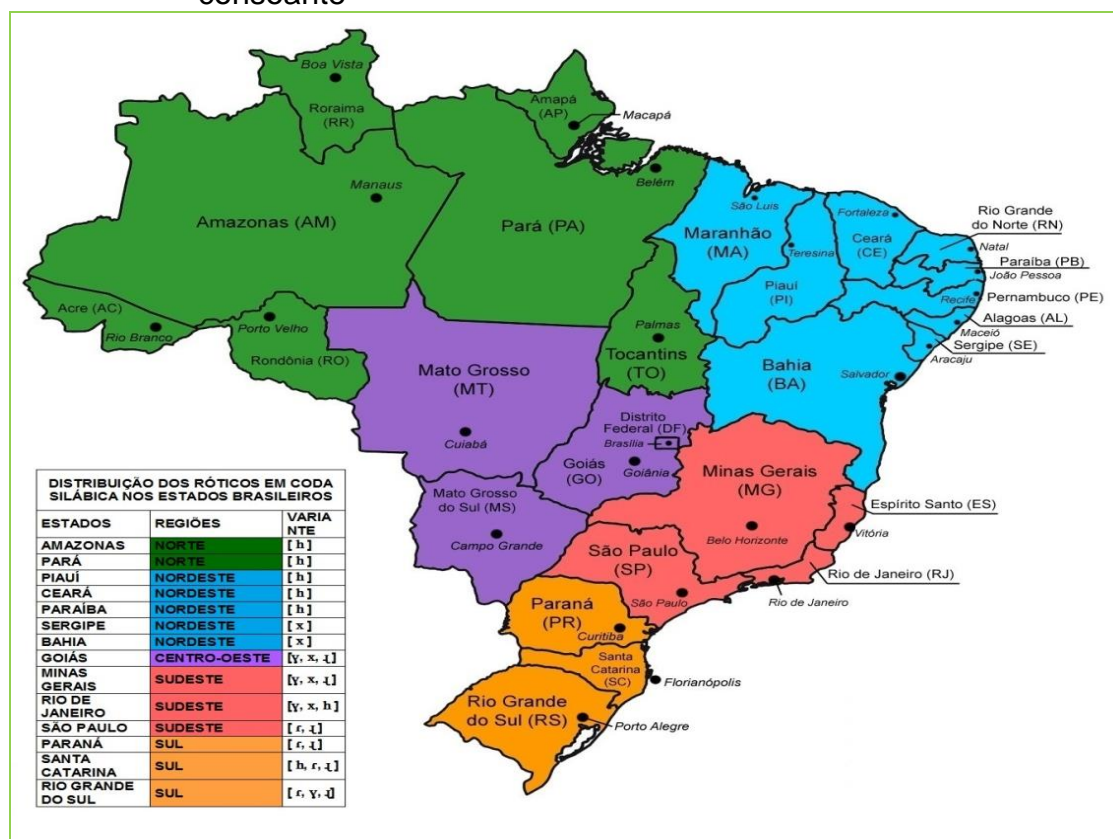 consoante
Boa Vista
Roraima
(RR)
Amapá
(AP)
Macapá
Manaus
Belém
Amazonas (AM)
Pará (PA)
São Luis
Fortaleza
Maranhão
(MA)
Teresina
Ceará
(CE)
Rio Grande
do Norte (RN)
Natal
Paraíba (PB)
João Pessoa
Piauí
(PI)
Recife
Pernambuco (PE)
Alagoas (AL)
Maceió
Sergipe (SE)
Aracaju
Acre (AC)
Rio Branco
Porto Velho
Rondônia (RO)
Palmas
Tocantins
(TO)
Bahia
(BA)
Salvador
Mato Grosso
(MT)
Cuiabá
Distrito
Federal (DF)
Brasília
Goiás
(GO)
Goiânia
Minas Gerais
(MG)
Belo Horizonte
Espírito Santo (ES)
Vitória
Mato Grosso
do Sul (MS)
Campo Grande
São Paulo
(SP)
São Paulo
Rio de Janeiro (RJ)
Rio de Janeiro
Paraná
(PR)
Curitiba
Santa
Catarina
(SC)
Florianópolis
Rio Grande
do Sul (RS)
Porto Alegre
DISTRIBUIÇÃO DOS RÓTICOS EM CODA
SILÁBICA NOS ESTADOS BRASILEIROS
ESTADOS REGIÕES VARIA
NTE
AMAZONAS NORTE [ h ]
PARÁ NORTE [ h ]
PIAUÍ NORDESTE [ h ]
CEARÁ NORDESTE [ h ]
PARAÍBA NORDESTE [ h ]
SERGIPE NORDESTE [ x ]
BAHIA NORDESTE [ x ]
GOIÁS CENTRO-OESTE [ɣ, x, ɻ]
MINAS
GERAIS SUDESTE [ɣ, x, ɻ]
RIO DE
JANEIRO SUDESTE [ɣ, x, h ]
SÃO PAULO SUDESTE [ ɾ, ɻ]
PARANÁ SUL [ ɾ, ɻ]
SANTA
CATARINA SUL [ h, ɾ, ɻ]
RIO GRANDE
DO SUL SUL [ ɾ, ɣ, ɻ]